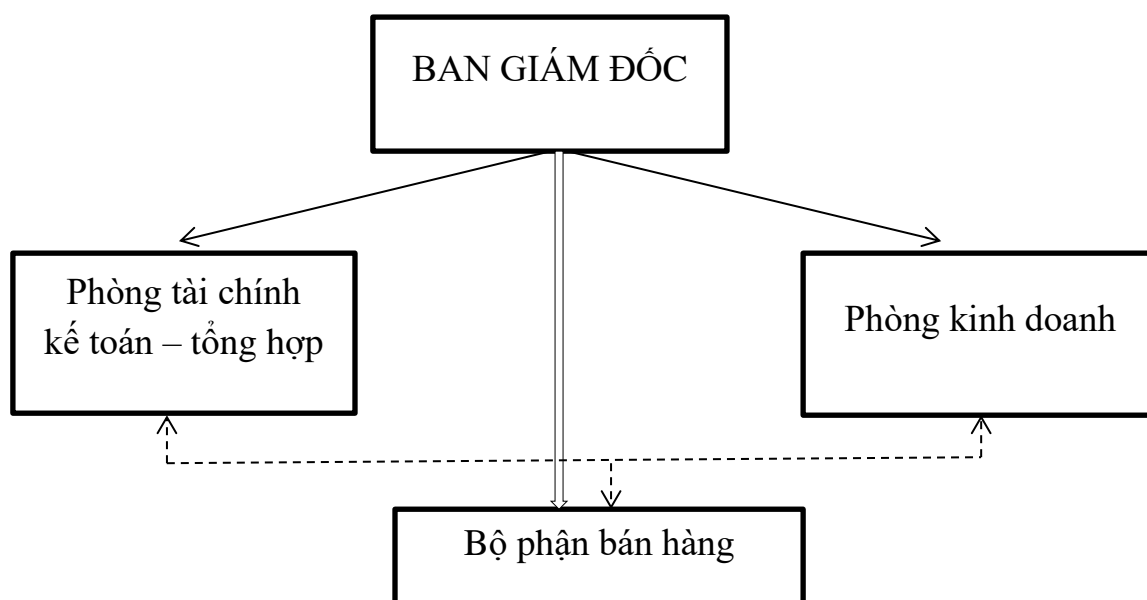 BAN GIÁM ĐỐC
Phòng tài chính
kế toán – tổng hợp
Phòng kinh doanh
Bộ phận bán hàng